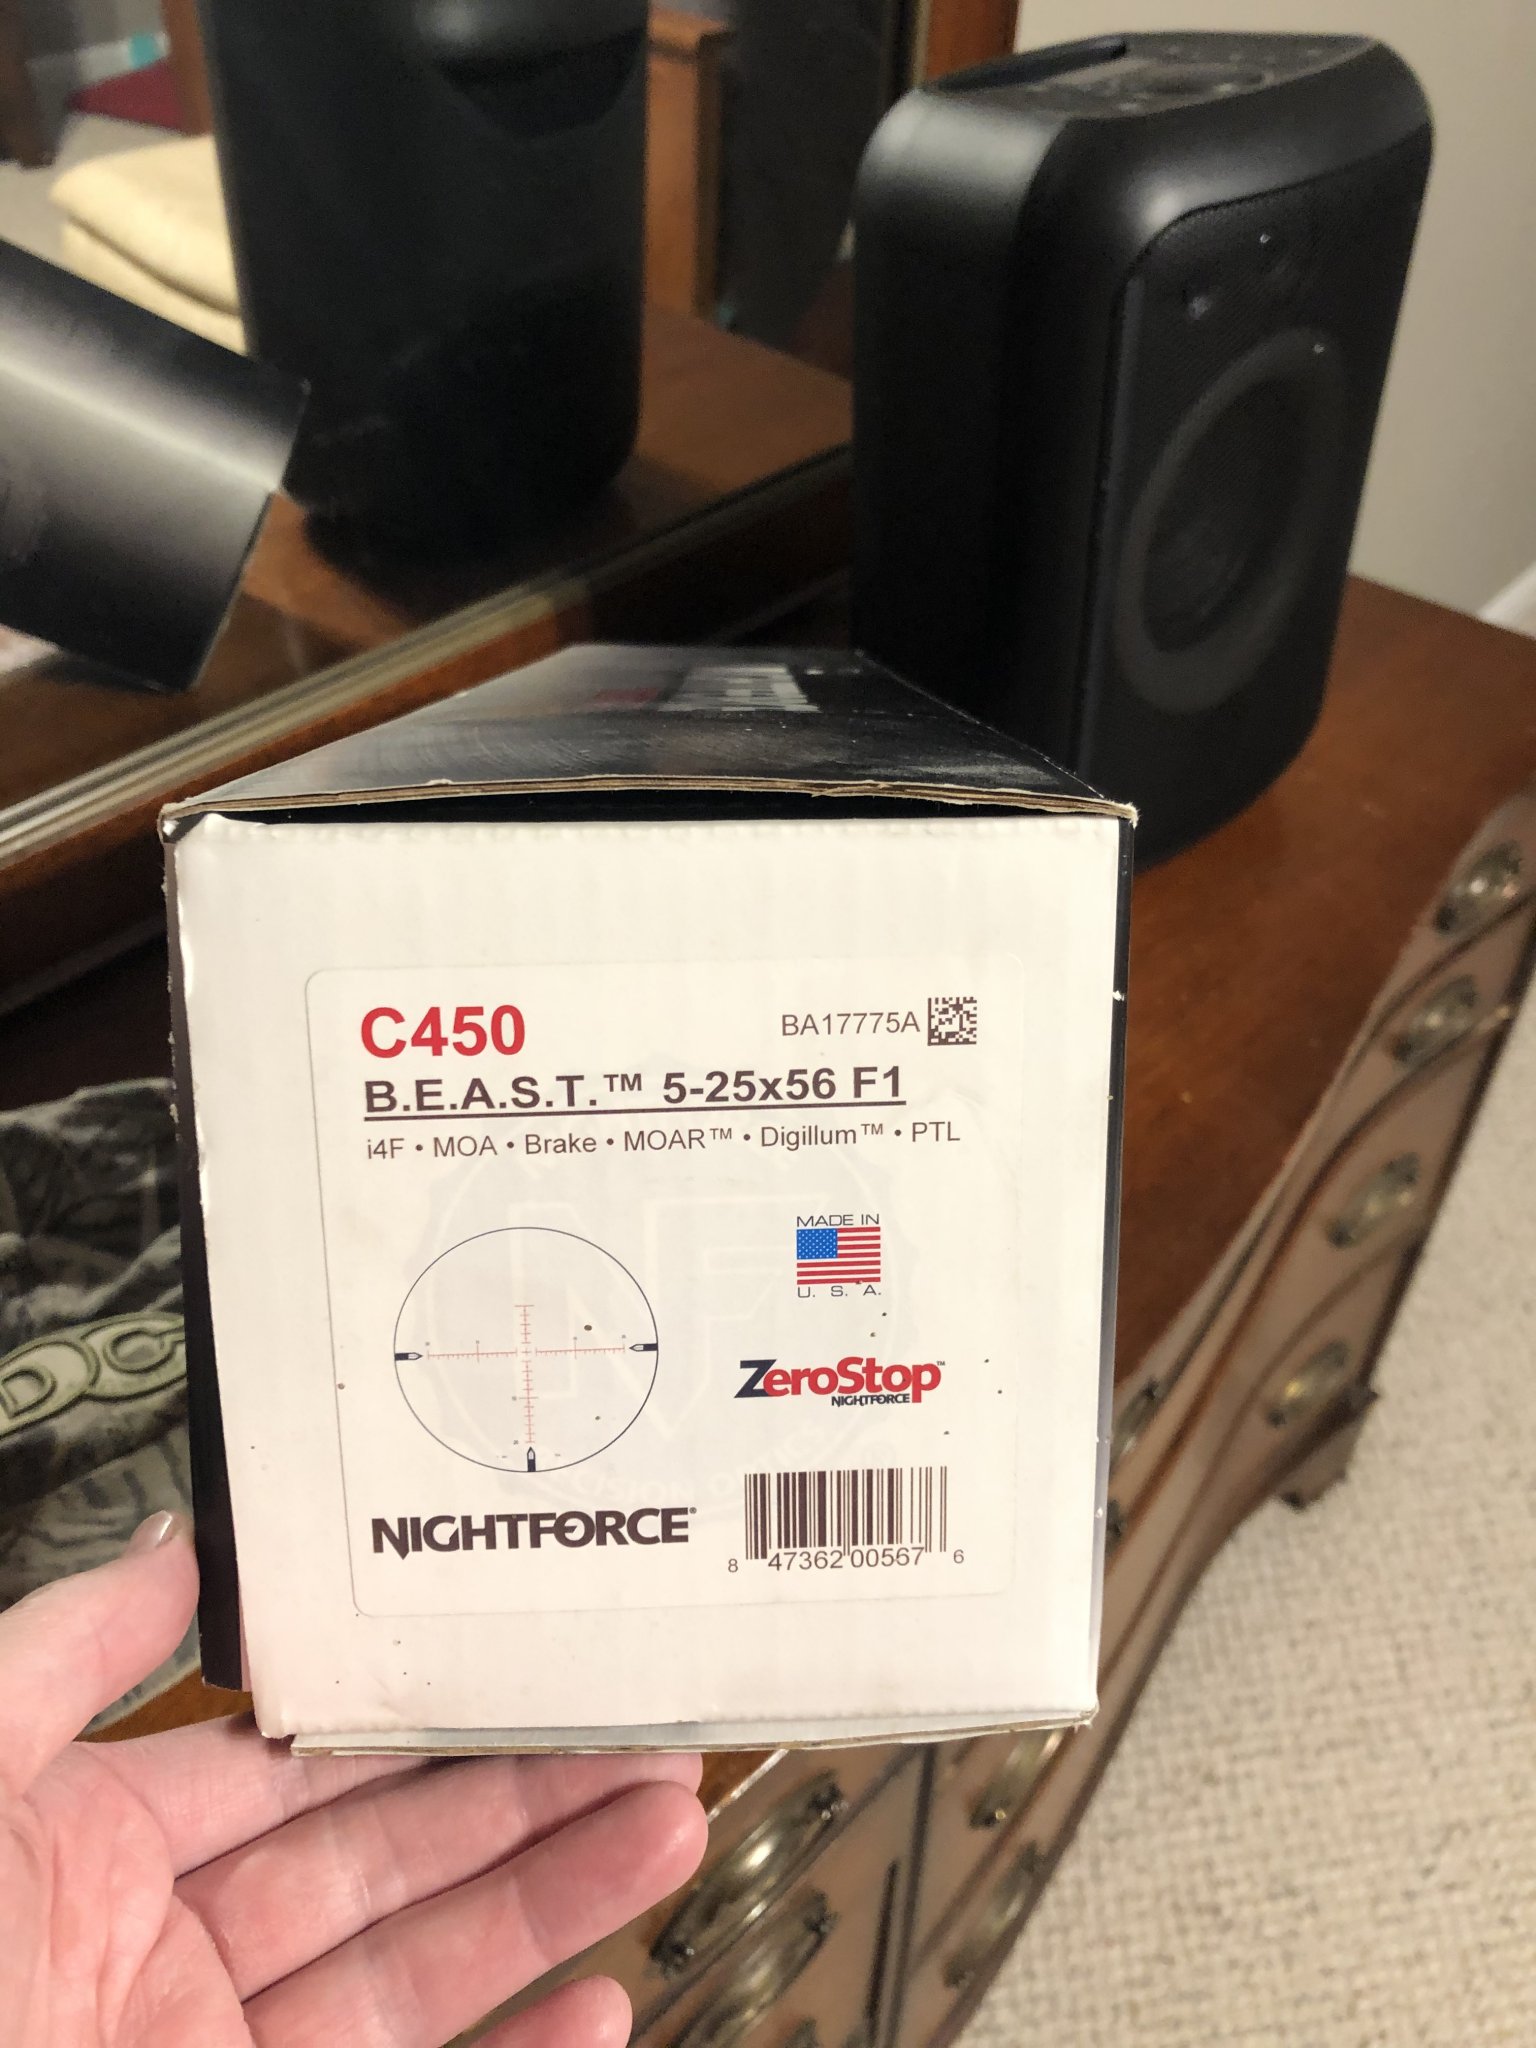 C450
BA17775A
B.E.A.S.T.™ 5-25x56 F1
i4F • MOA • Brake • MOAR™ • Digillum™ • PTL
MADE IN
U. S. A.
ZeroStop™
NIGHTFORCE
NIGHTFORCE®
8 47362 00567 6